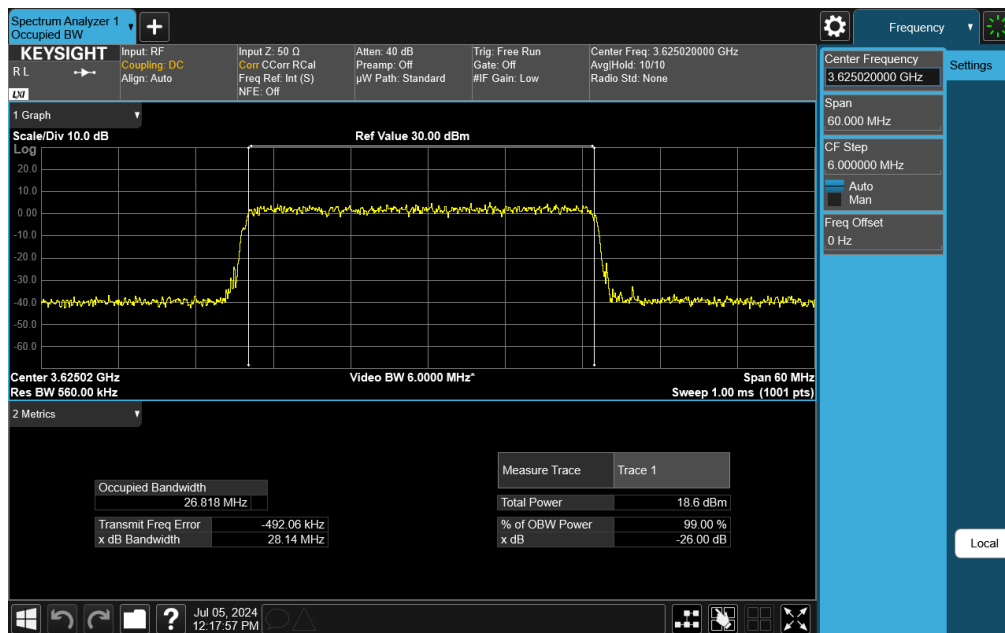 Spectrum Analyzer 1
Occupied BW
Frequency
KEYSIGHT
R L
LXI
Input: RF
Coupling: DC
Align: Auto
Input Z: 50 Ω
Corr CCorr RCal
Freq Ref: Int (S)
NFE: Off
Atten: 40 dB
Preamp: Off
µW Path: Standard
Trig: Free Run
Gate: Off
#IF Gain: Low
Center Freq: 3.625020000 GHz
Avg|Hold: 10/10
Radio Std: None
Center Frequency
3.625020000 GHz
Settings
Span
60.000 MHz
CF Step
6.000000 MHz
Auto
Man
Freq Offset
0 Hz
1 Graph
Scale/Div 10.0 dB
Ref Value 30.00 dBm
Log
20.0
10.0
0.00
-10.0
-20.0
-30.0
-40.0
-50.0
-60.0
Center 3.62502 GHz
Video BW 6.0000 MHz*
Span 60 MHz
Res BW 560.00 kHz
Sweep 1.00 ms (1001 pts)
2 Metrics
Occupied Bandwidth
26.818 MHz
Transmit Freq Error -492.06 kHz
x dB Bandwidth 28.14 MHz
Measure Trace Trace 1
Total Power 18.6 dBm
% of OBW Power 99.00 %
x dB -26.00 dB
Local
?
Jul 05, 2024
12:17:57 PM